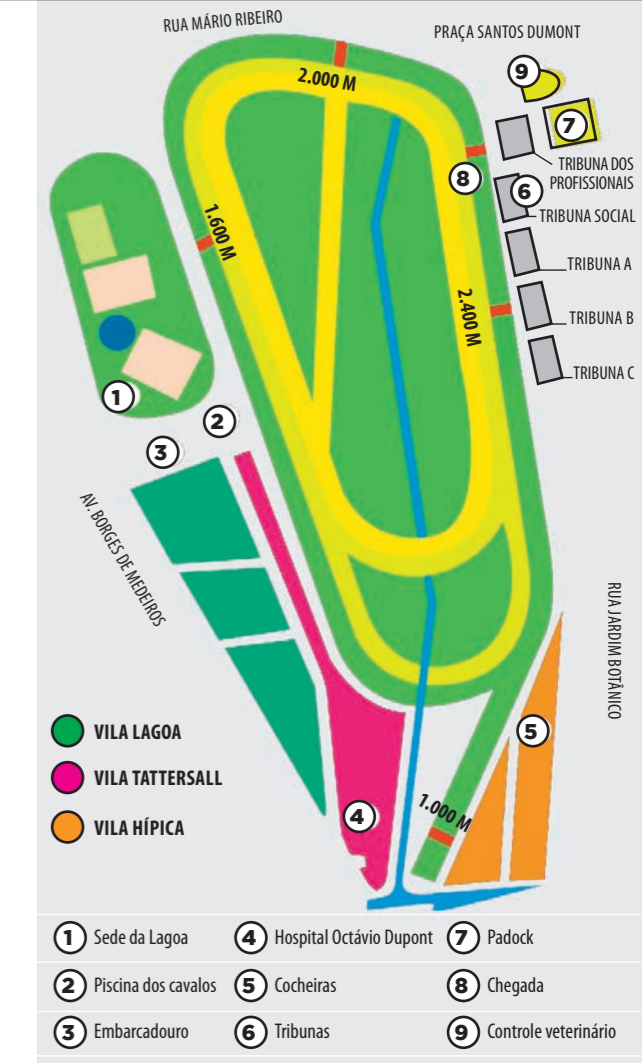 RUA MÁRIO RIBEIRO
PRAÇA SANTOS DUMONT
9
2.000 M
7
TRIBUNA DOS
PROFISSIONAIS
8
6
TRIBUNA SOCIAL
1.600 M
TRIBUNA A
2.400 M
TRIBUNA B
TRIBUNA C
1
2
3
AV. BORGES DE MEDEIROS
RUA JARDIM BOTÂNICO
VILA LAGOA
5
VILA TATTERSALL
4
1.000 M
VILA HÍPICA
1 Sede da Lagoa
4 Hospital Octávio Dupont
7 Padock
2 Piscina dos cavalos
5 Cocheiras
8 Chegada
3 Embarcadouro
6 Tribunas
9 Controle veterinário